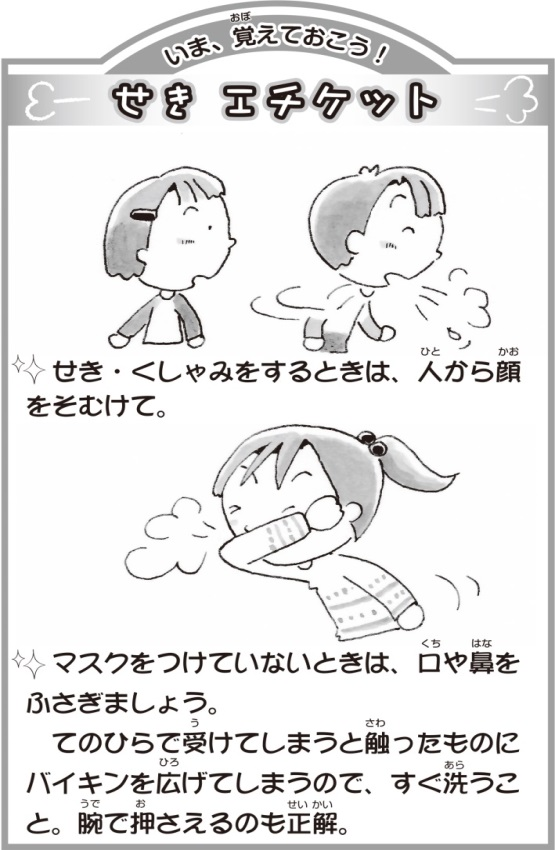 いま、覚えておこう！
せき エチケット
せき・くしゃみをするときは、人から顔
をそむけて。
マスクをつけていないときは、口や鼻を
ふさぎましょう。
てのひらで受けてしまうと触ったものに
バイキンを広げてしまうので、すぐ洗うこ
と。腕で押さえるのも正解。